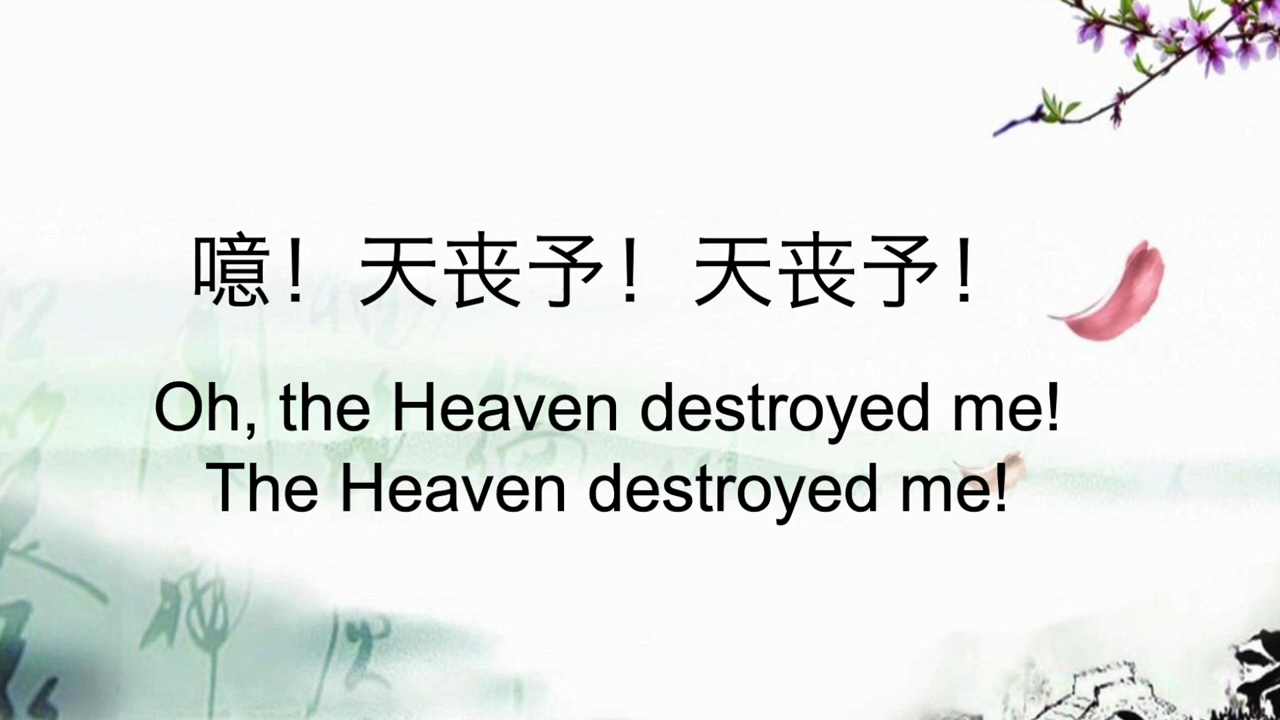 噫！天丧予！天丧予！
Oh, the Heaven destroyed me!
The Heaven destroyed me!